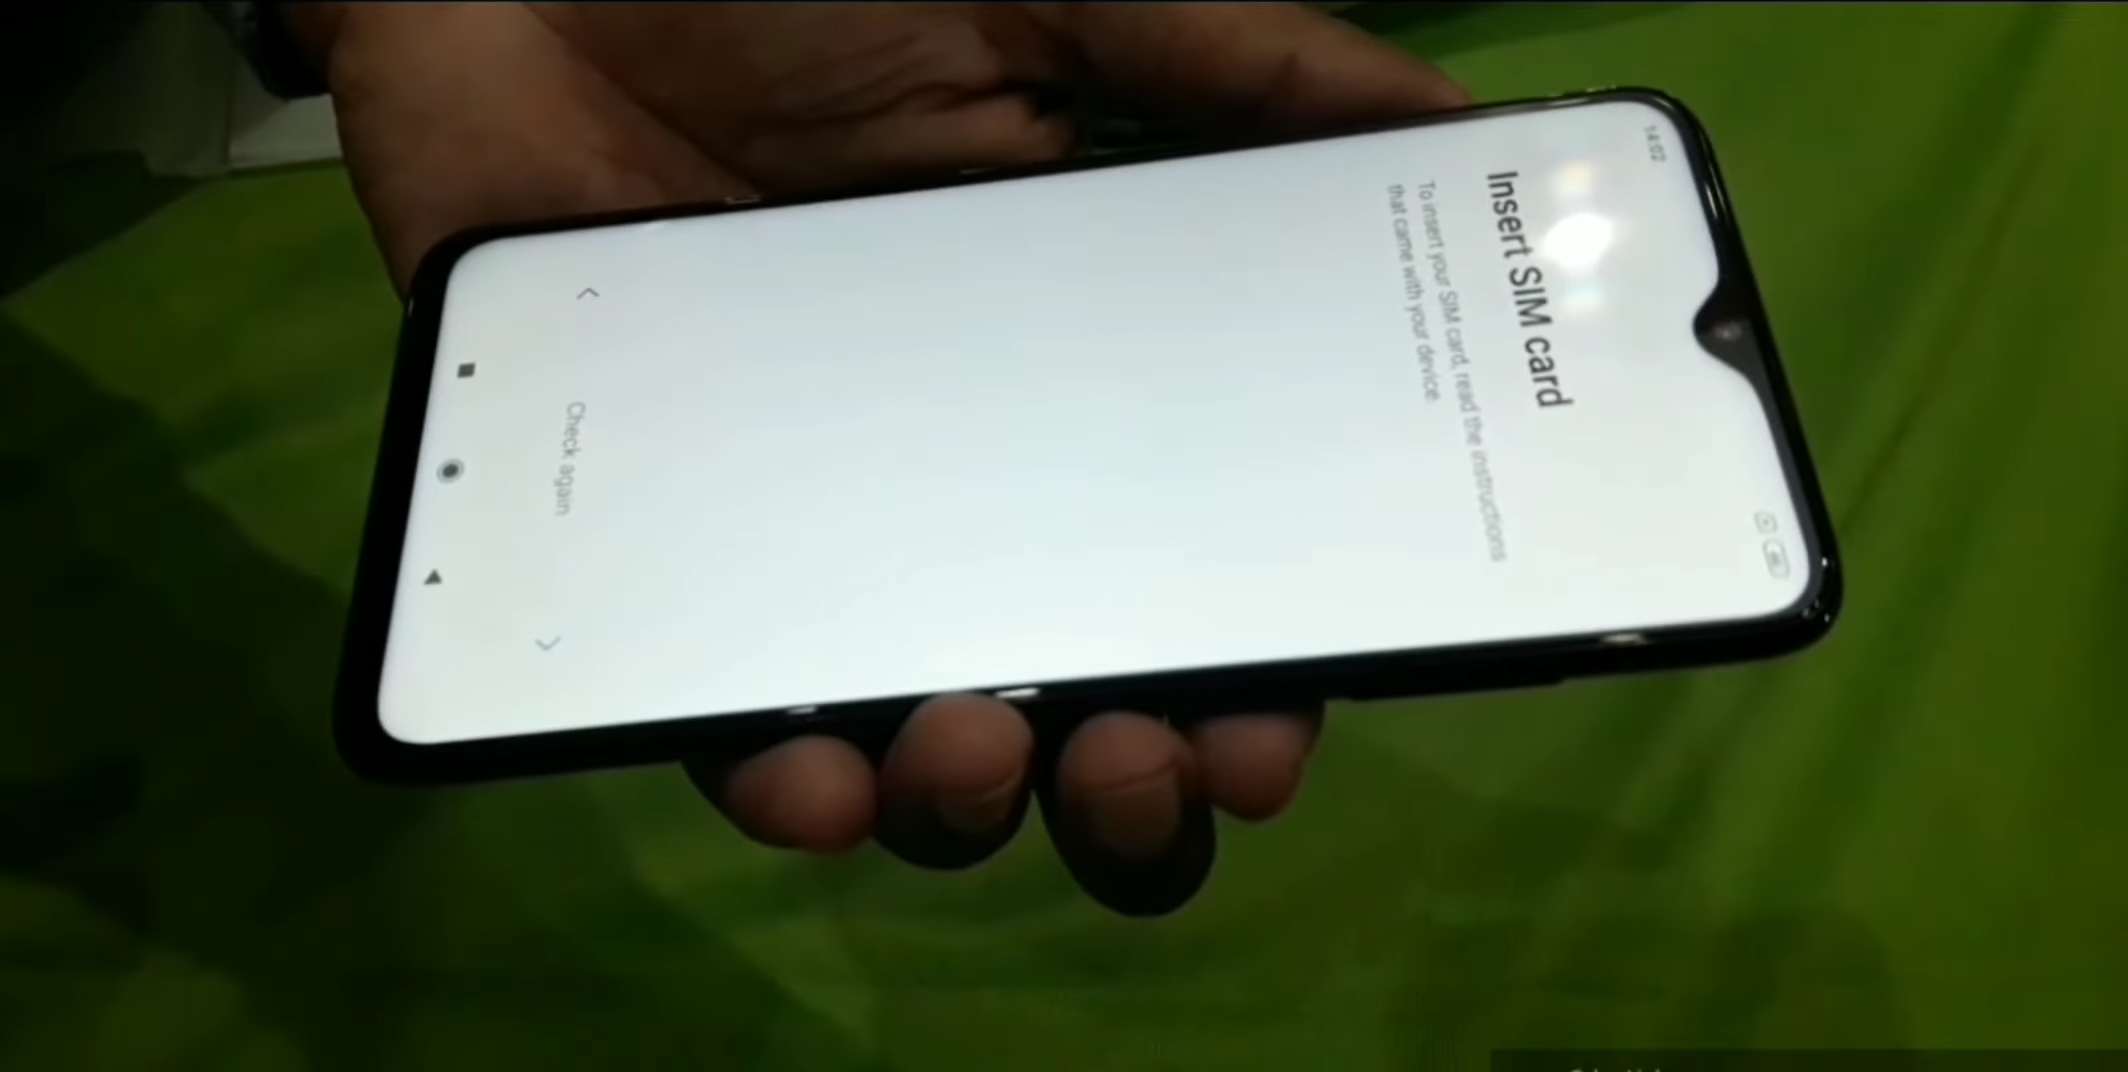 14:02
Insert SIM card
To insert your SIM card, read the instructions
that came with your device.
Check again